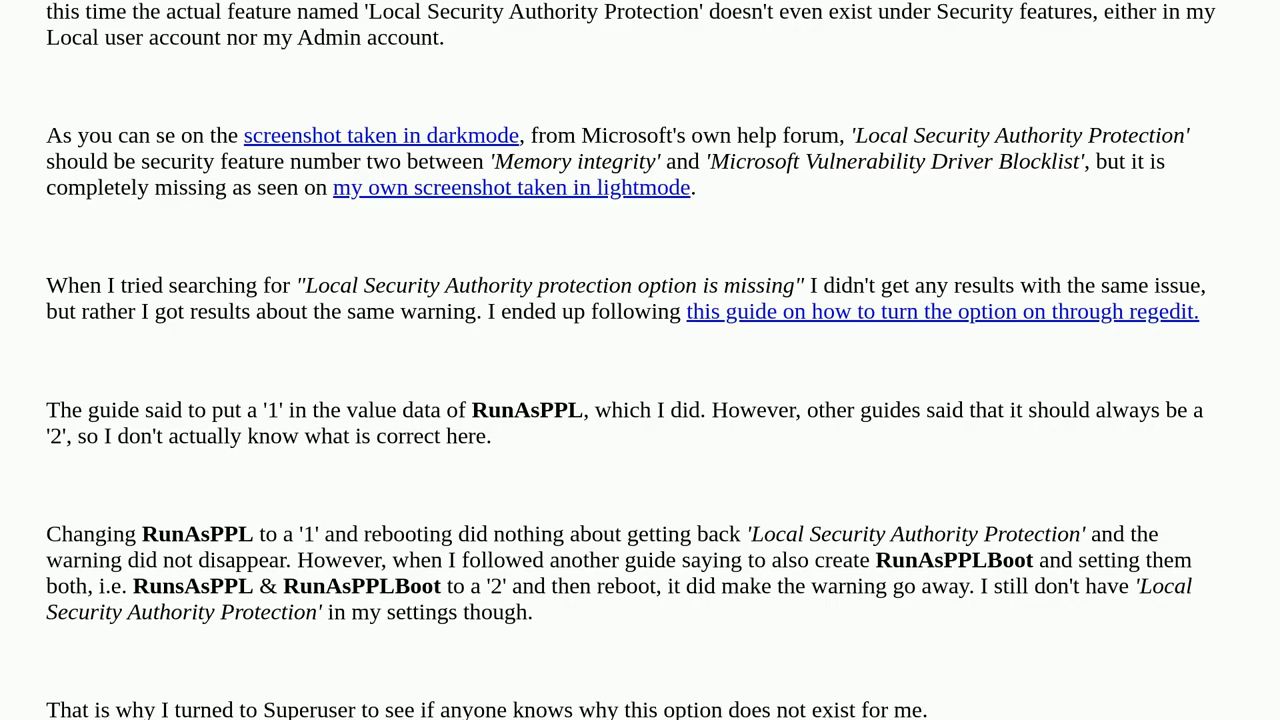 this time the actual feature named 'Local Security Authority Protection' doesn't even exist under Security features, either in my
Local user account nor my Admin account.
As you can se on the screenshot taken in darkmode, from Microsoft's own help forum, 'Local Security Authority Protection'
should be security feature number two between 'Memory integrity' and 'Microsoft Vulnerability Driver Blocklist', but it is
completely missing as seen on my own screenshot taken in lightmode.
When I tried searching for "Local Security Authority protection option is missing" I didn't get any results with the same issue,
but rather I got results about the same warning. I ended up following this guide on how to turn the option on through regedit.
The guide said to put a '1' in the value data of RunAsPPL, which I did. However, other guides said that it should always be a
'2', so I don't actually know what is correct here.
Changing RunAsPPL to a '1' and rebooting did nothing about getting back 'Local Security Authority Protection' and the
warning did not disappear. However, when I followed another guide saying to also create RunAsPPLBoot and setting them
both, i.e. RunsAsPPL & RunAsPPLBoot to a '2' and then reboot, it did make the warning go away. I still don't have 'Local
Security Authority Protection' in my settings though.
That is why I turned to Superuser to see if anyone knows why this option does not exist for me.